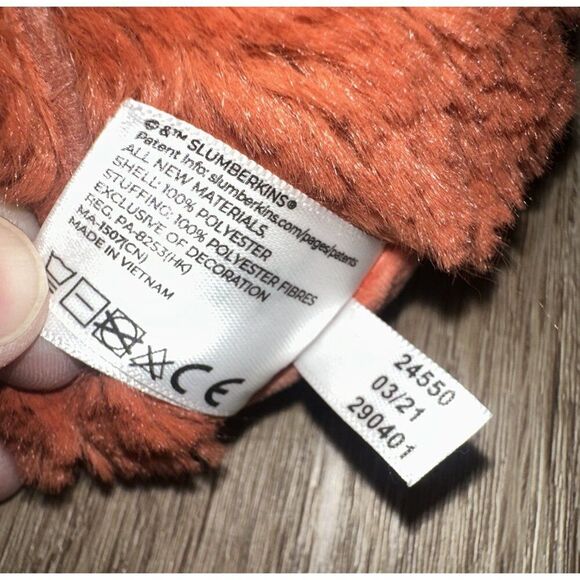 ©&™ SLUMBERKINS®
Patent Info: slumberkins.com/pages/patents
ALL NEW MATERIALS
SHELL: 100% POLYESTER
STUFFING: 100% POLYESTER FIBRES
EXCLUSIVE OF DECORATION
REG. PA-8253(HK)
MA-1507(CN)
MADE IN VIETNAM
CE
24550
03/21
290401